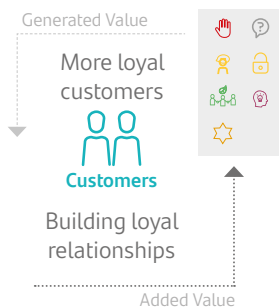 Generated Value
More loyal
customers
Customers
Building loyal
relationships
Added Value